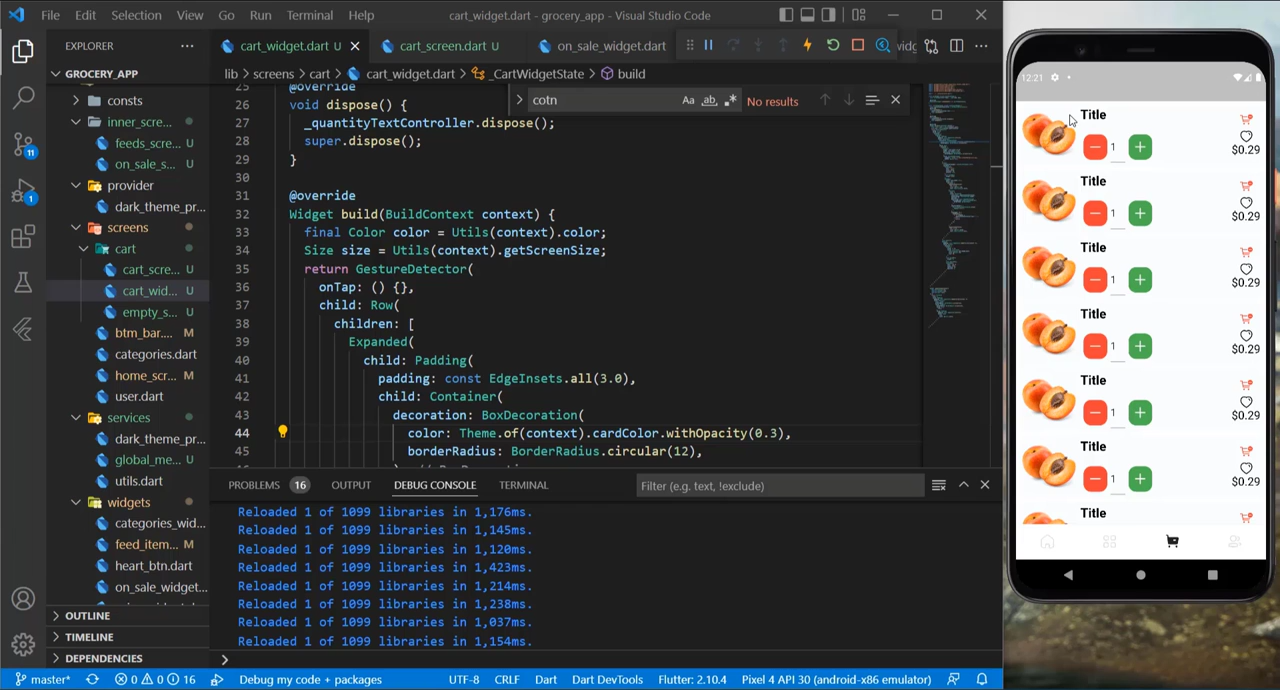 File Edit Selection View Go Run Terminal Help cart_widget.dart - grocery_app - Visual Studio Code
EXPLORER
GROCERY_APP
consts
inner_scre...
feeds_scre... U
on_sale_s... U
provider
dark_theme_pr...
screens
cart
cart_scre... U
cart_wid... U
empty_s... U
btm_bar.... M
categories.dart
home_scr... M
user.dart
services
dark_theme_pr...
global_me... U
utils.dart
widgets
categories_wid...
feed_item... M
heart_btn.dart
on_sale_widget...
OUTLINE
TIMELINE
DEPENDENCIES
11
1
cart_widget.dart U cart_screen.dart U on_sale_widget.dart widg
lib > screens > cart > cart_widget.dart > _CartWidgetState > build
cotn Aa ab No results
25 @override
26 void dispose() {
27 _quantityTextController.dispose();
28 super.dispose();
29 }
30
31 @override
32 Widget build(BuildContext context) {
33 final Color color = Utils(context).color;
34 Size size = Utils(context).getScreenSize;
35 return GestureDetector(
36 onTap: () {},
37 child: Row(
38 children: [
39 Expanded(
40 child: Padding(
41 padding: const EdgeInsets.all(3.0),
42 child: Container(
43 decoration: BoxDecoration(
44 color: Theme.of(context).cardColor.withOpacity(0.3),
45 borderRadius: BorderRadius.circular(12),
PROBLEMS 16 OUTPUT DEBUG CONSOLE TERMINAL Filter (e.g. text, !exclude)
Reloaded 1 of 1099 libraries in 1,176ms.
Reloaded 1 of 1099 libraries in 1,145ms.
Reloaded 1 of 1099 libraries in 1,120ms.
Reloaded 1 of 1099 libraries in 1,423ms.
Reloaded 1 of 1099 libraries in 1,214ms.
Reloaded 1 of 1099 libraries in 1,238ms.
Reloaded 1 of 1099 libraries in 1,037ms.
Reloaded 1 of 1099 libraries in 1,154ms.
master* 0 0 16 Debug my code + packages UTF-8 CRLF Dart Dart DevTools Flutter: 2.10.4 Pixel 4 API 30 (android-x86 emulator)
12:21
Title
1
$0.29
Title
1
$0.29
Title
1
$0.29
Title
1
$0.29
Title
1
$0.29
Title
1
$0.29
Title